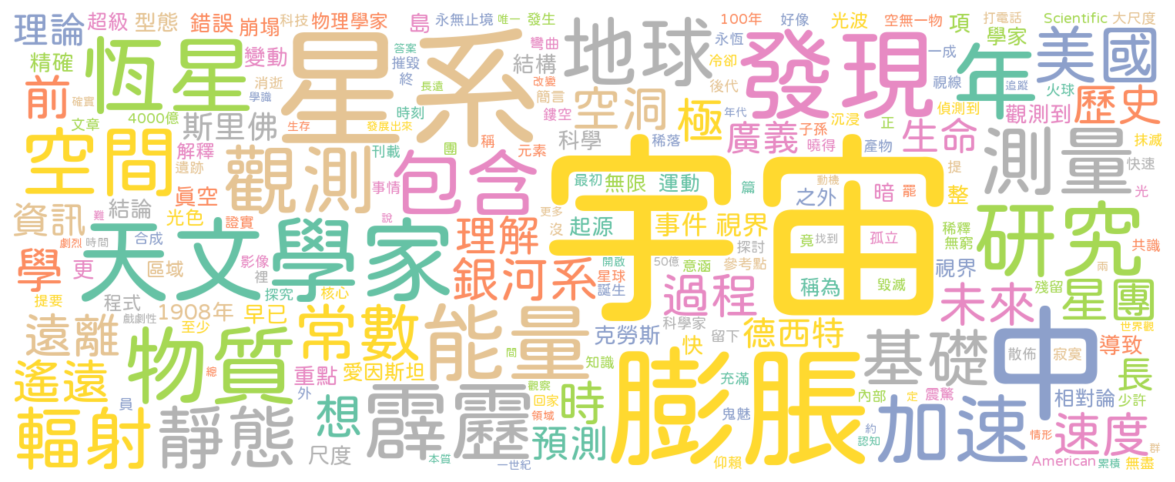 理論 超級 型態 錯誤 崩塌 科技 物理學家 島 永無止境 唯一 發生 100年 好像 光波 空無一物 項 打電話 Scientific 大尺度
精確 恆星 變動 星系 答案 摧毀 終 彎曲 結構 地球 永恆 冷卻 發現 一成 視線 年 學家 追蹤 美國 火球
前 確實 文章 4000億 消逝 學識 長遠 改變 簡言 鏤空 空洞 極 後代 年代 沉浸 正 偵測到 觀測到 歷史
斯里佛 生存 發展出來 時刻 刊載 團 稱 元素 科學 稀落 廣義 子孫 曉得 產物 生命 提 測量 抹滅 快速
空間 解釋 遺跡 觀測 事情 包含 最初 無限 運動 篇 動機 之外 暗 罷 整 光
資訊 結論 真空 光色 證實 難 說 理解 更多 沒 起源 宇宙 事件 視界 探討 竟 找到 孤立 稀釋 無窮 研究 共識
學 劇烈 時間 合成 更 區域 影像 裡 天文學家 銀河系 開啟 星球 誕生 50億 意涵 參考點 稱為 毀滅 視界 殘留 兩
提要 程式 戲劇性 探究 1908年 至少 核心 早已 常數 能量 克勞斯 科學家 過程 留下 德西特 未來 星團 世界觀
遠離 物質 間 知識 快 膨脹 基礎 散佈 寂寞 中 導致
遙遠 總 員 重點 外 愛因斯坦 觀察 回家 領域 時 充滿 鬼魅 內部 定 震驚 相對論 長 少許
輻射 靜態 想 尺度 霹靂 本質 一世紀 預測 仰賴 約 認知 加速 情形 American 速度 累積 無盡 群